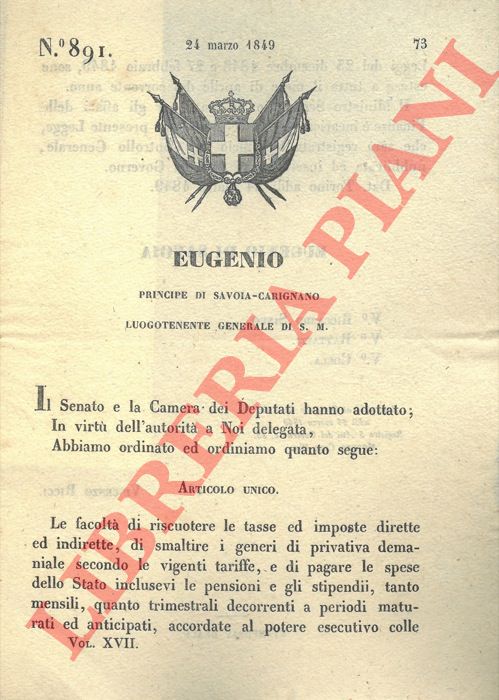 N.º 891.
24 marzo 1849
73
EUGENIO
PRINCIPE DI SAVOIA-CARIGNANO
LUOGOTENENTE GENERALE DI S. M.
Il Senato e la Camera dei Deputati hanno adottato;
In virtù dell'autorità a Noi delegata,
Abbiamo ordinato ed ordiniamo quanto segue:
ARTICOLO UNICO.
Le facoltà di riscuotere le tasse ed imposte dirette
ed indirette, di smaltire i generi di privativa dema-
niale secondo le vigenti tariffe, e di pagare le spese
dello Stato inclusevi le pensioni e gli stipendii, tanto
mensili, quanto trimestrali decorrenti a periodi matu-
rati ed anticipati, accordate al potere esecutivo colle
VOL. XVII.
LIBRERIA PIANI